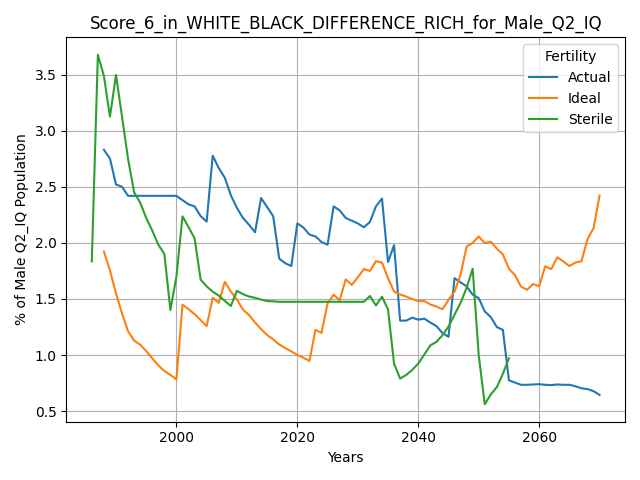 Score_6_in_WHITE_BLACK_DIFFERENCE_RICH_for_Male_Q2_IQ
Fertility
Actual
Ideal
Sterile
% of Male Q2_IQ Population
3.5
3.0
2.5
2.0
1.5
1.0
0.5
2000
2020
2040
2060
Years